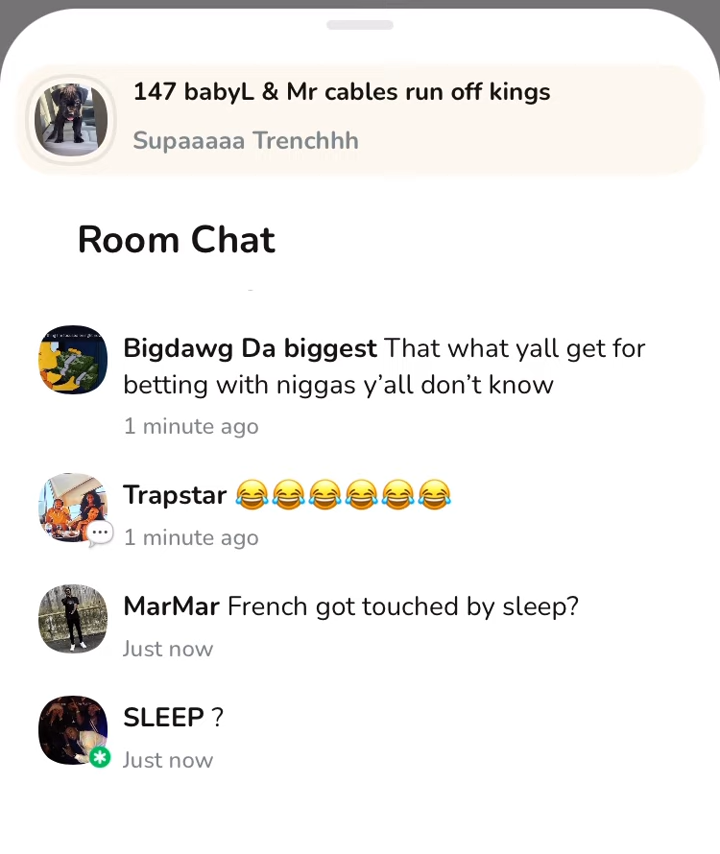 147 babyL & Mr cables run off kings
Supaaaaa Trenchhh
Room Chat
Bigdawg Da biggest That what yall get for
betting with niggas y'all don't know
1 minute ago
Trapstar 😂😂😂😂😂😂
1 minute ago
MarMar French got touched by sleep?
Just now
SLEEP ?
Just now